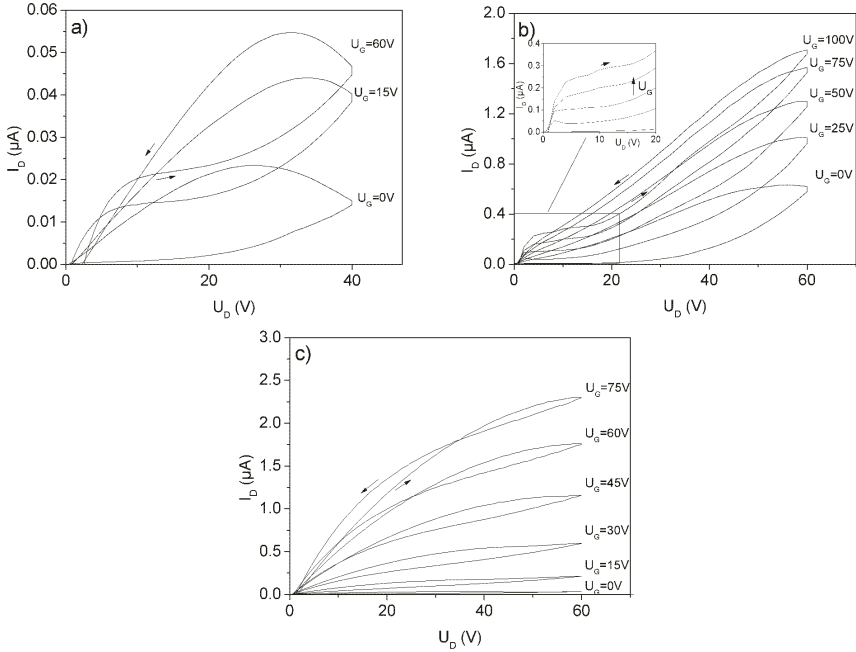 a)
0.06
0.05
0.04
0.03
0.02
0.01
0.00
I_D (µA)
U_G=60V
U_G=15V
U_G=0V
0 20 40
U_D (V)
b)
2.0
1.6
1.2
0.8
0.4
0.0
I_D (µA)
0.4
0.3
0.2
0.1
0.0
I_D (µA)
U_G
0 10 20
U_D (V)
U_G=100V
U_G=75V
U_G=50V
U_G=25V
U_G=0V
0 20 40 60
U_D (V)
c)
3.0
2.5
2.0
1.5
1.0
0.5
0.0
I_D (µA)
U_G=75V
U_G=60V
U_G=45V
U_G=30V
U_G=15V
U_G=0V
0 20 40 60
U_D (V)